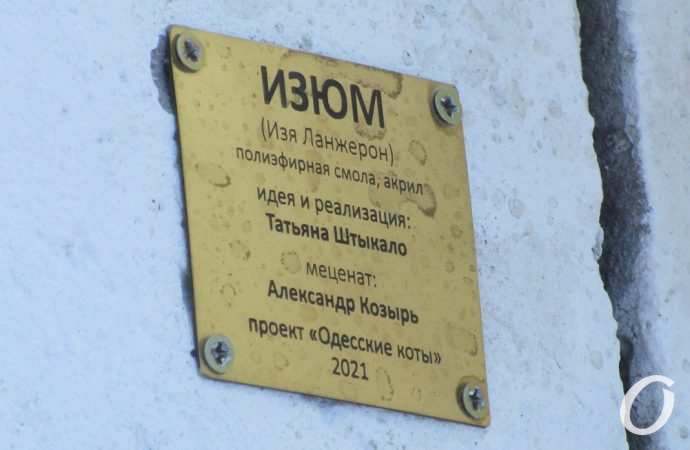 ИЗЮМ
(Изя Ланжерон)
полиэфирная смола, акрил
идея и реализация:
Татьяна Штыкало
меценат:
Александр Козырь
проект «Одесские коты»
2021